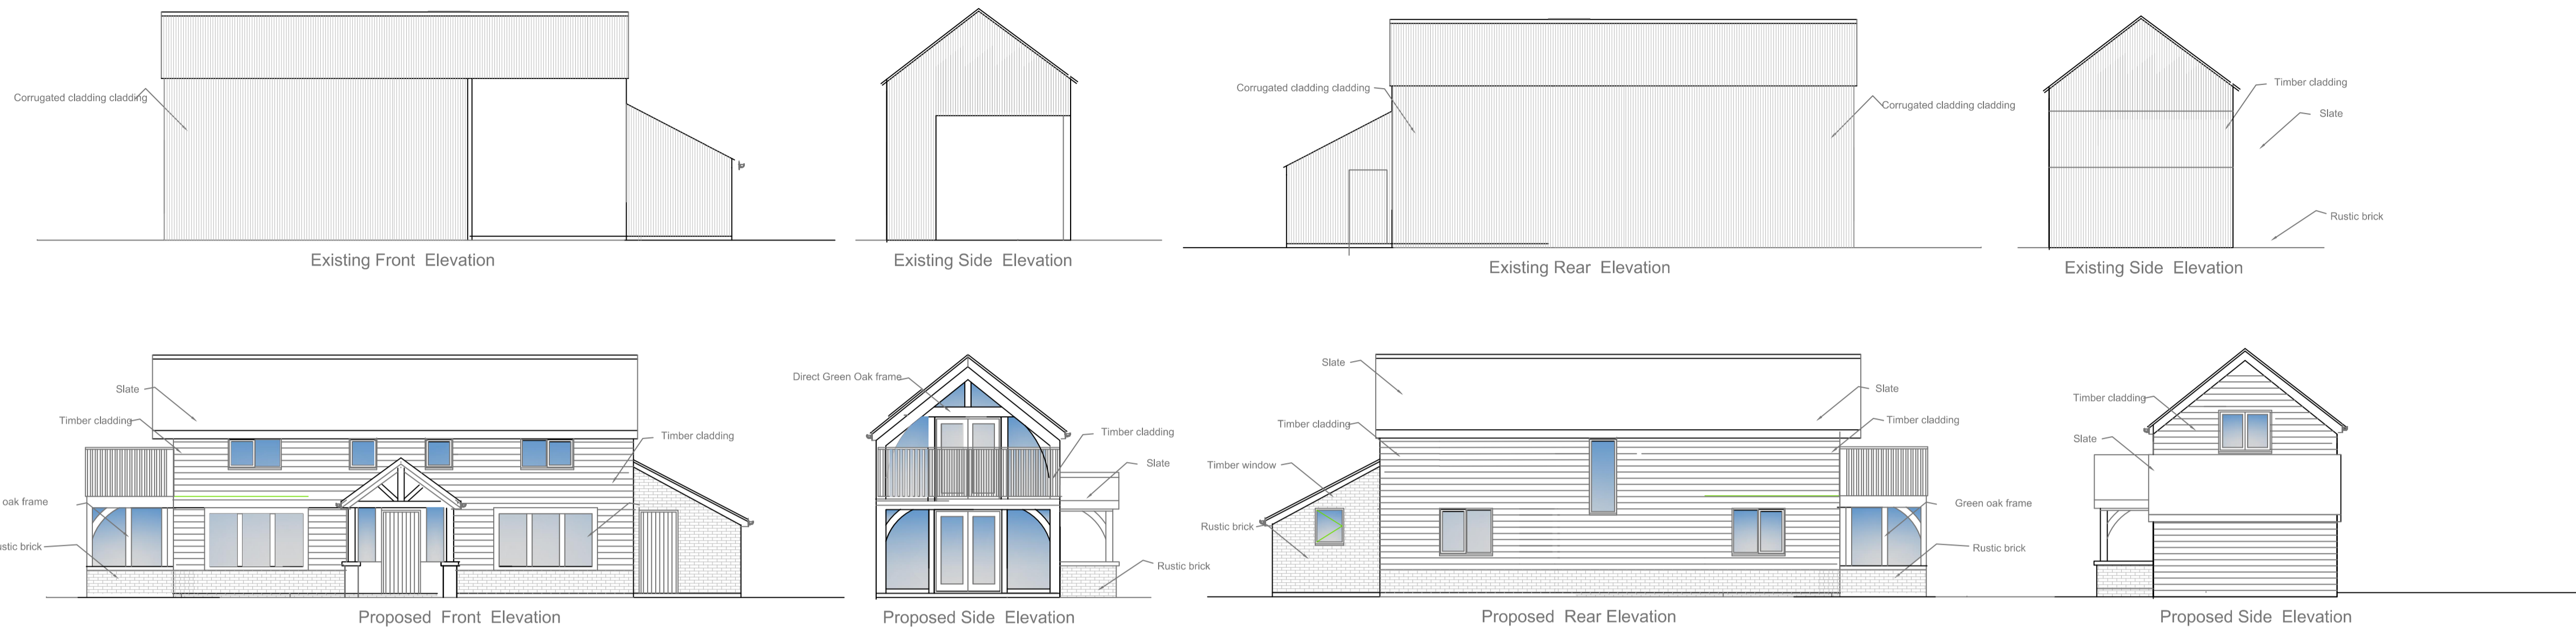 Corrugated cladding cladding
Existing Front Elevation
Existing Side Elevation
Corrugated cladding cladding
Corrugated cladding cladding
Existing Rear Elevation
Timber cladding
Slate
Rustic brick
Existing Side Elevation
Slate
Timber cladding
Timber cladding
oak frame
stic brick
Proposed Front Elevation
Direct Green Oak frame
Timber cladding
Slate
Rustic brick
Proposed Side Elevation
Slate
Slate
Timber cladding
Timber cladding
Timber window
Green oak frame
Rustic brick
Rustic brick
Proposed Rear Elevation
Timber cladding
Slate
Proposed Side Elevation